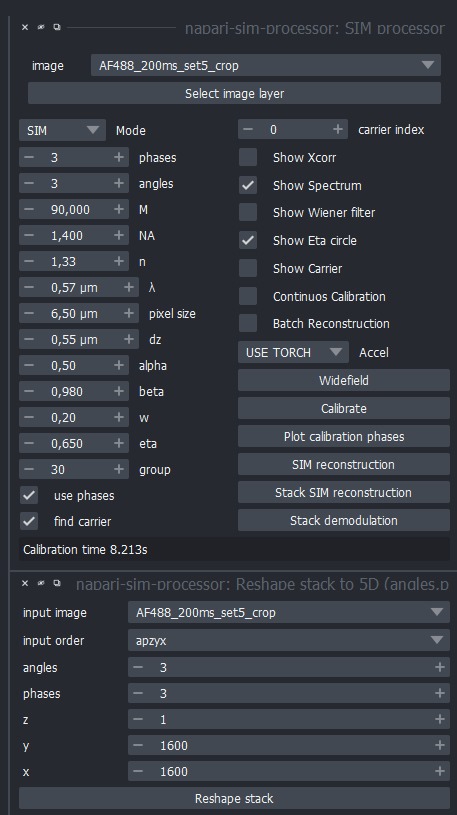 napari-sim-processor: SIM processor
image AF488_200ms_set5_crop
Select image layer
SIM Mode
3 phases
3 angles
90,000 M
1,400 NA
1,33 n
0,57 µm λ
6,50 µm pixel size
0,55 µm dz
0,50 alpha
0,980 beta
0,20 w
0,650 eta
30 group
use phases
find carrier
0 carrier index
Show Xcorr
Show Spectrum
Show Wiener filter
Show Eta circle
Show Carrier
Continuos Calibration
Batch Reconstruction
USE TORCH Accel
Widefield
Calibrate
Plot calibration phases
SIM reconstruction
Stack SIM reconstruction
Stack demodulation
Calibration time 8.213s
napari-sim-processor: Reshape stack to 5D (angles,p
input image AF488_200ms_set5_crop
input order apzyx
angles 3
phases 3
z 1
y 1600
x 1600
Reshape stack